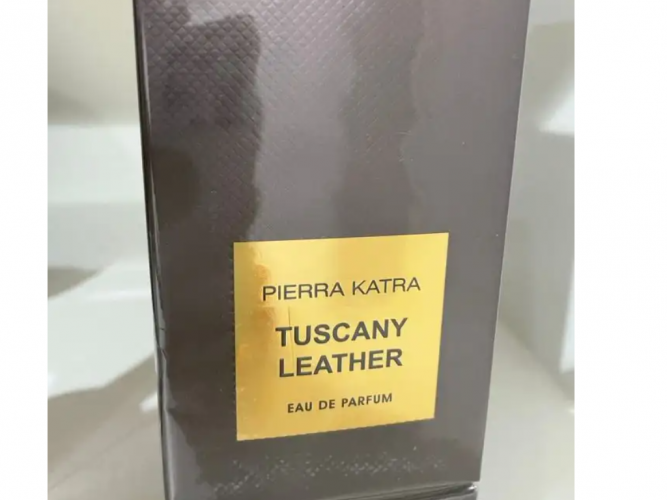 PIERRA KATRA
TUSCANY
LEATHER
EAU DE PARFUM